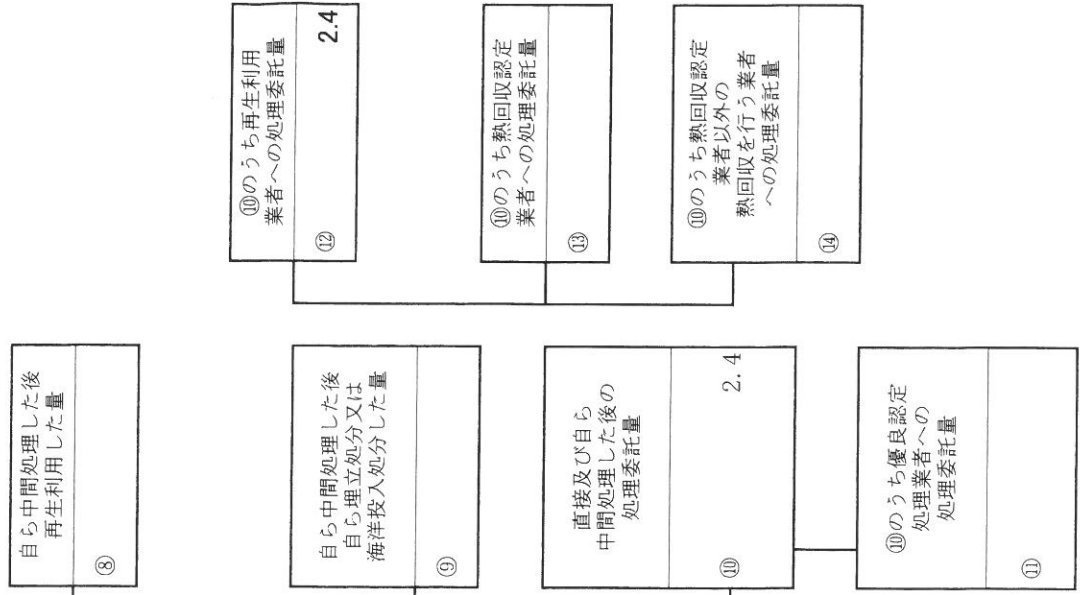 自ら中間処理した後
再生利用した量
⑧
自ら中間処理した後
自ら埋立処分又は
海洋投入処分した量
⑨
直接及び自ら
中間処理した後の
処理委託量
⑩
2.4
⑩のうち優良認定
処理業者への
処理委託量
⑪
⑩のうち再生利用
業者への処理委託量
⑫
2.4
⑩のうち熱回収認定
業者への処理委託量
⑬
⑩のうち熱回収認定
業者以外の
熱回収を行う業者
への処理委託量
⑭